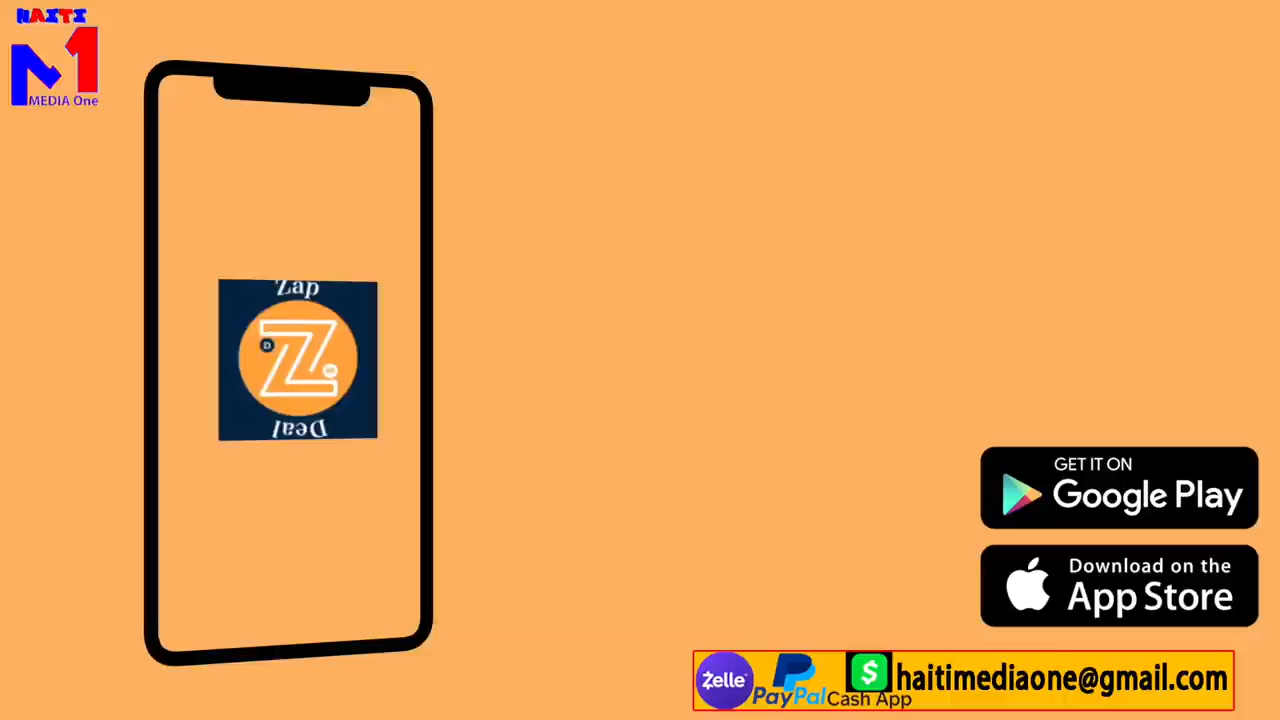 HAITI
M1
MEDIA One
Zap
D
Z
Deal
GET IT ON
Google Play
Download on the
App Store
Zelle
PayPal
$
Cash App
haitimediaone@gmail.com